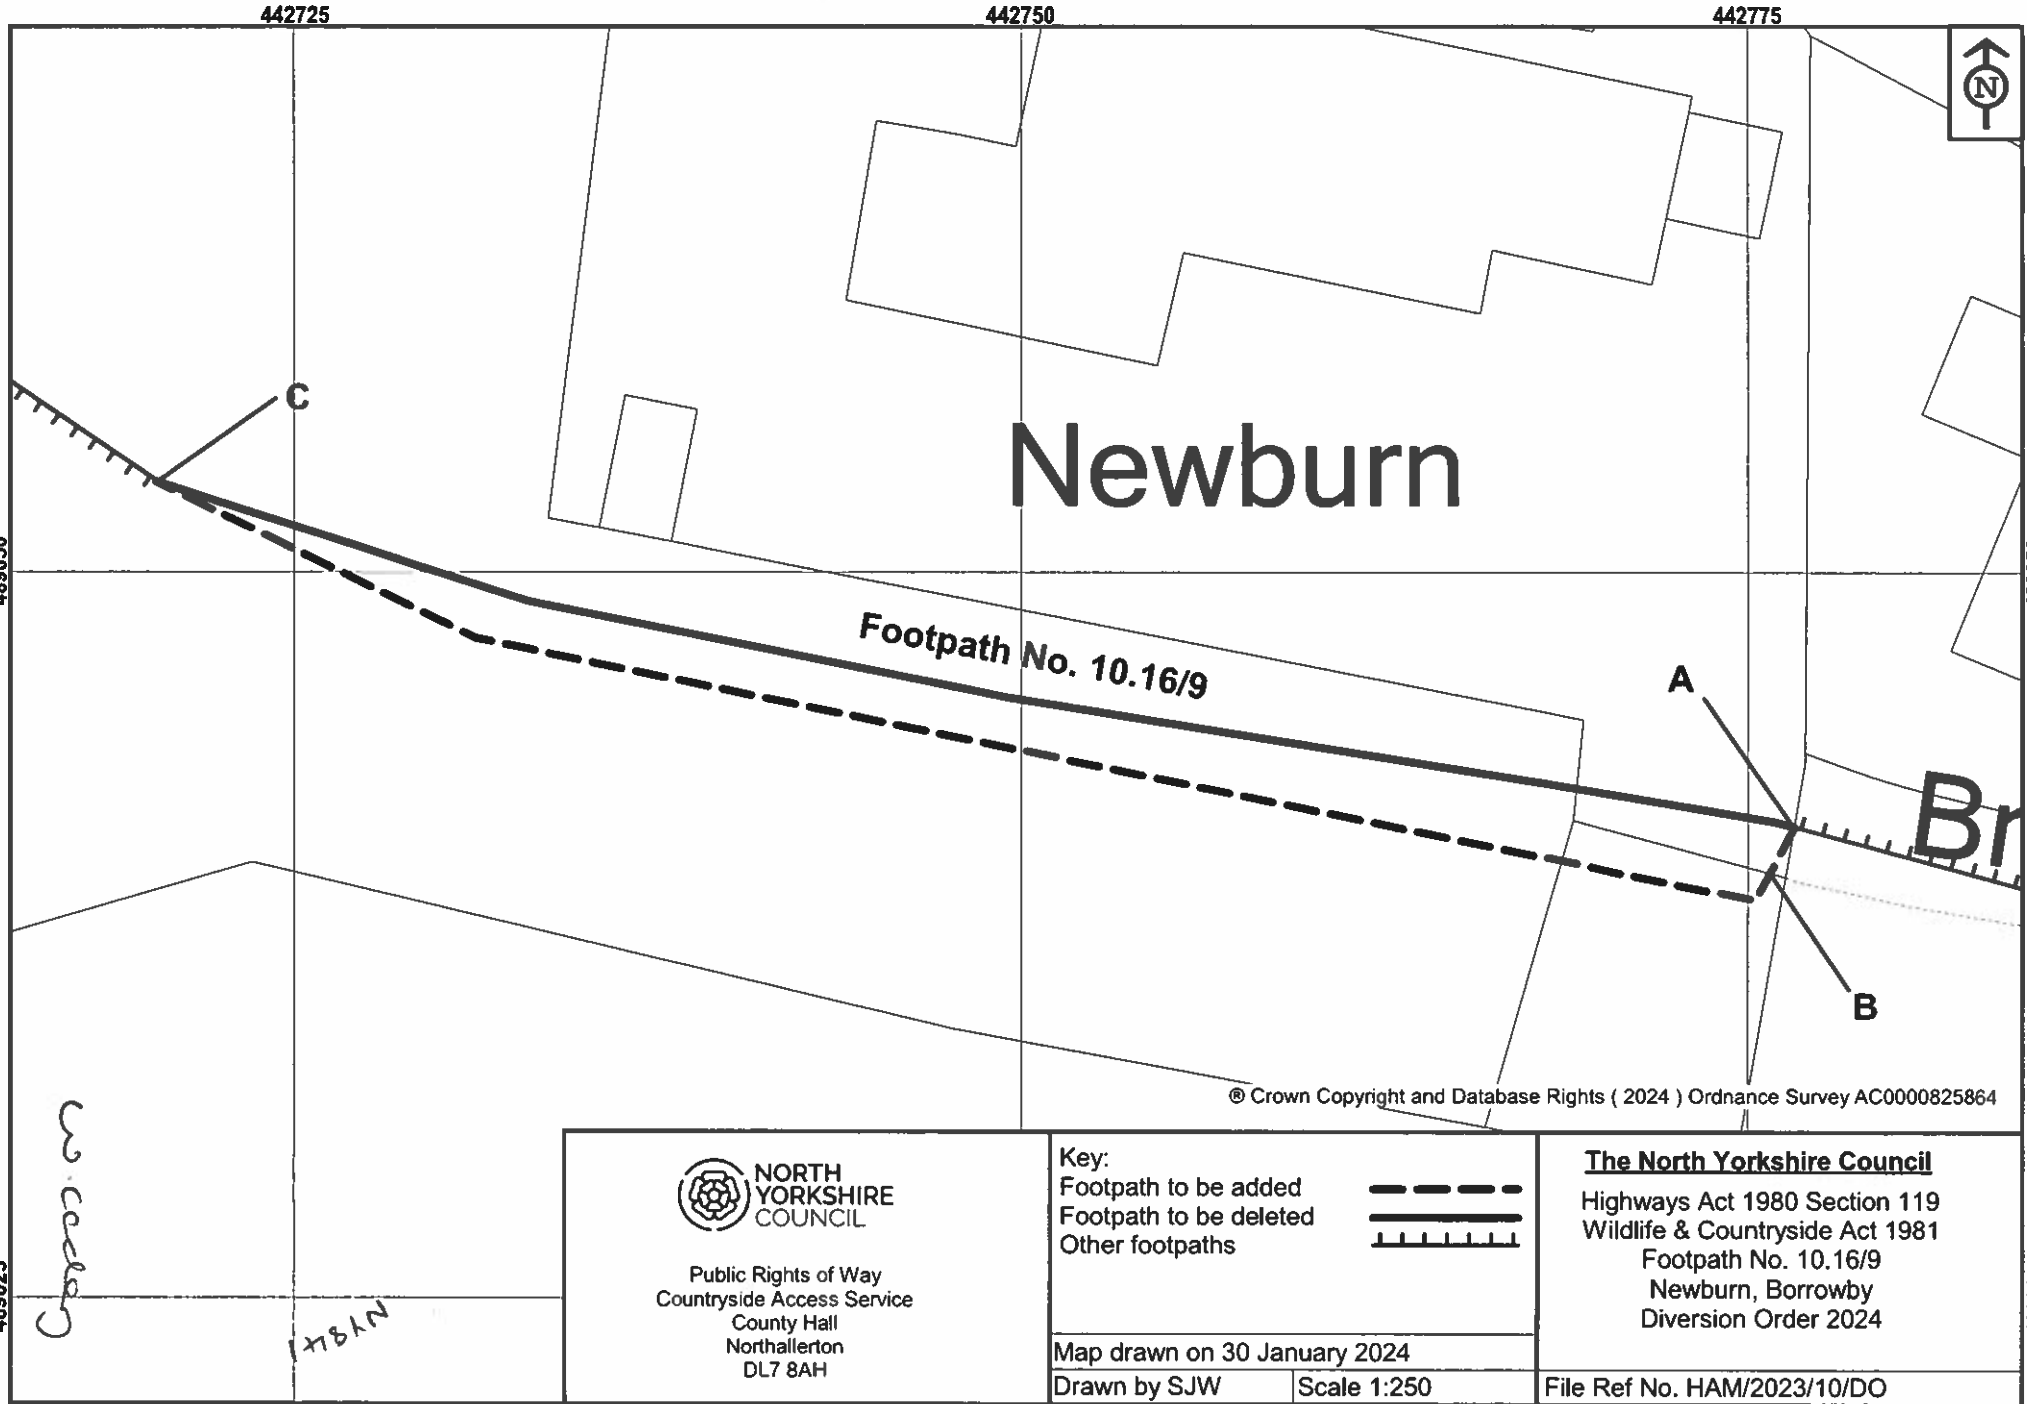 442725
442750
442775
N
C
Newburn
Footpath No. 10.16/9
A
Br
B
® Crown Copyright and Database Rights ( 2024 ) Ordnance Survey AC0000825864
NY841
NORTH
YORKSHIRE
COUNCIL
Public Rights of Way
Countryside Access Service
County Hall
Northallerton
DL7 8AH
Key:
Footpath to be added
Footpath to be deleted
Other footpaths
Map drawn on 30 January 2024
Drawn by SJW
Scale 1:250
The North Yorkshire Council
Highways Act 1980 Section 119
Wildlife & Countryside Act 1981
Footpath No. 10.16/9
Newburn, Borrowby
Diversion Order 2024
File Ref No. HAM/2023/10/DO